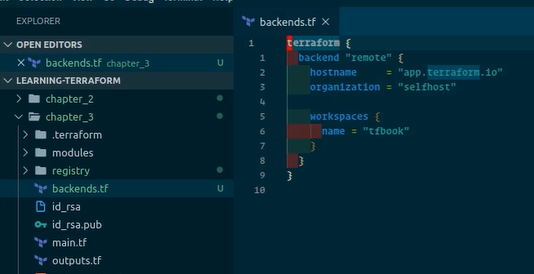 EXPLORER
OPEN EDITORS
backends.tf chapter_3 U
LEARNING-TERRAFORM
chapter_2
chapter_3
.terraform
modules
registry
backends.tf U
id_rsa
id_rsa.pub
main.tf
outputs.tf
backends.tf
1 terraform {
1 backend "remote" {
2 hostname = "app.terraform.io"
3 organization = "selfhost"
4
5 workspaces {
6 name = "tfbook"
7 }
8 }
9 }
10